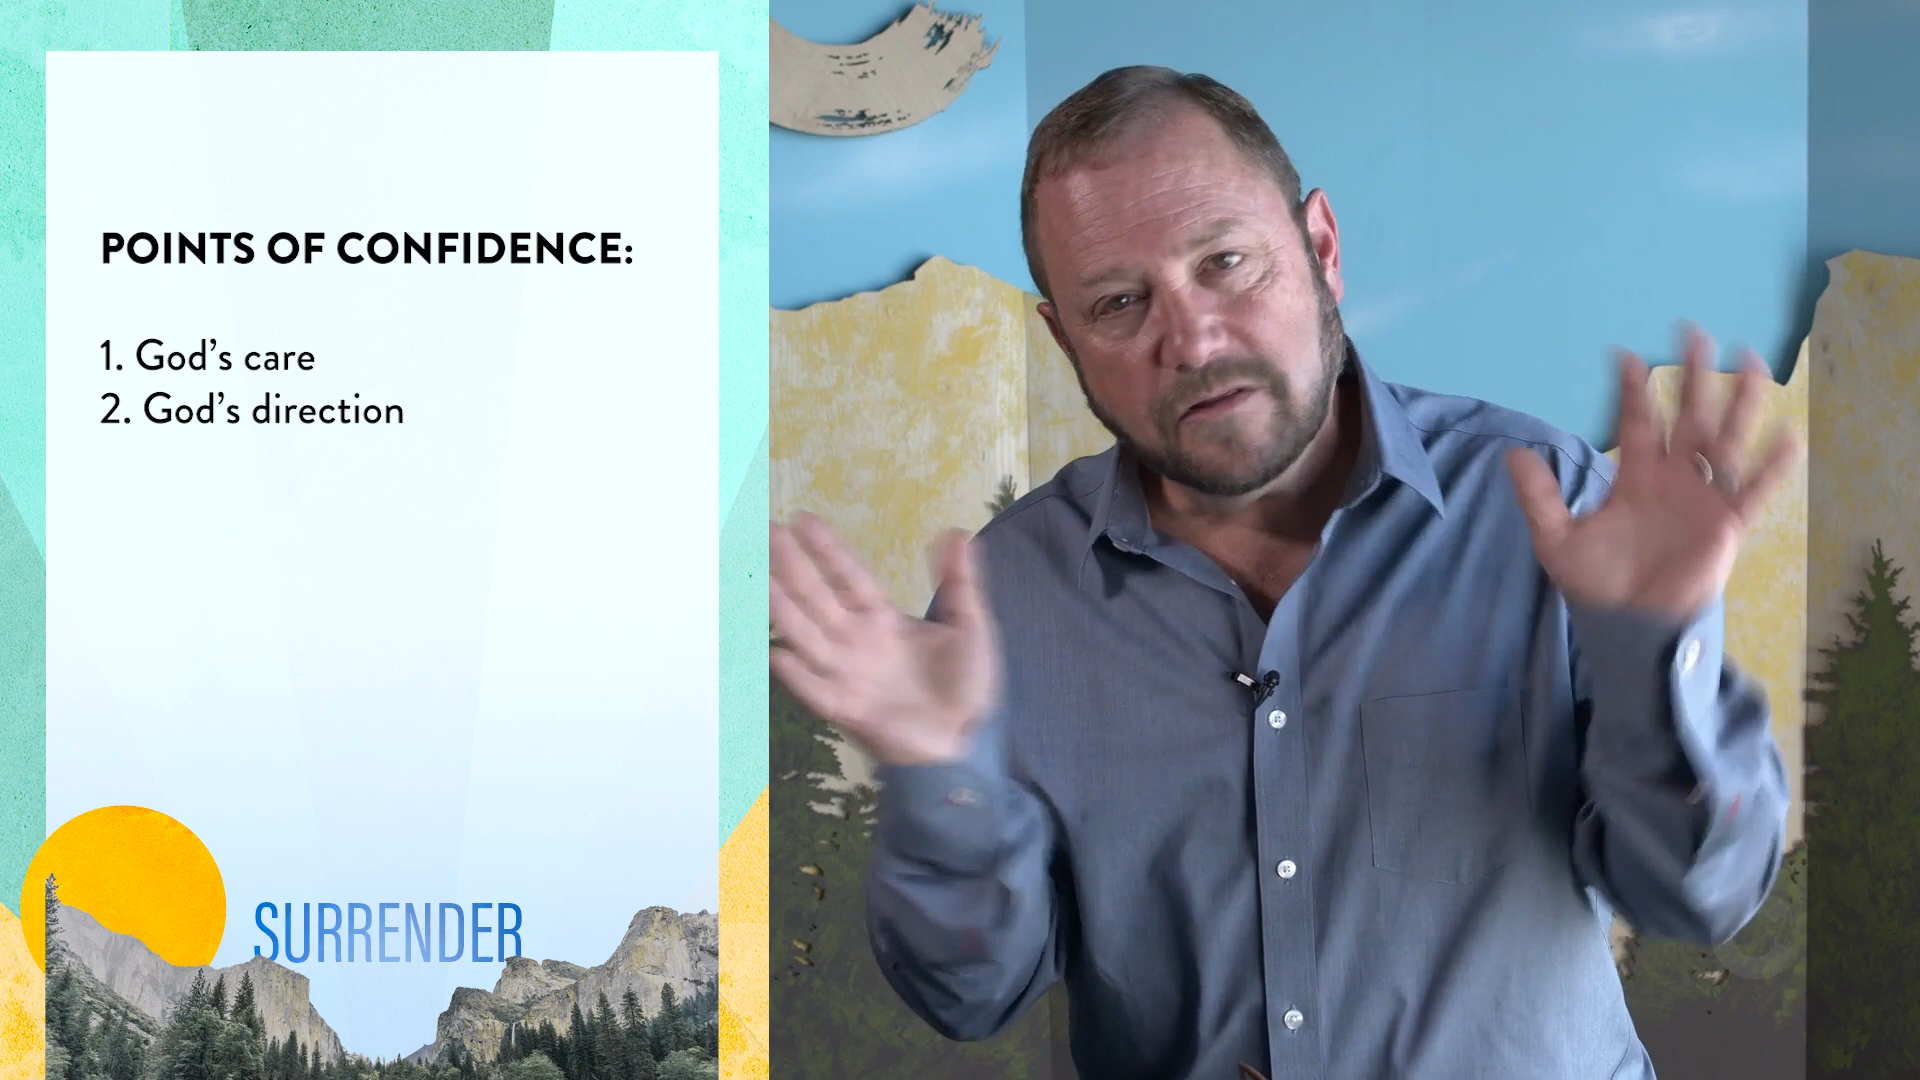 POINTS OF CONFIDENCE:
1. God’s care
2. God’s direction
SURRENDER